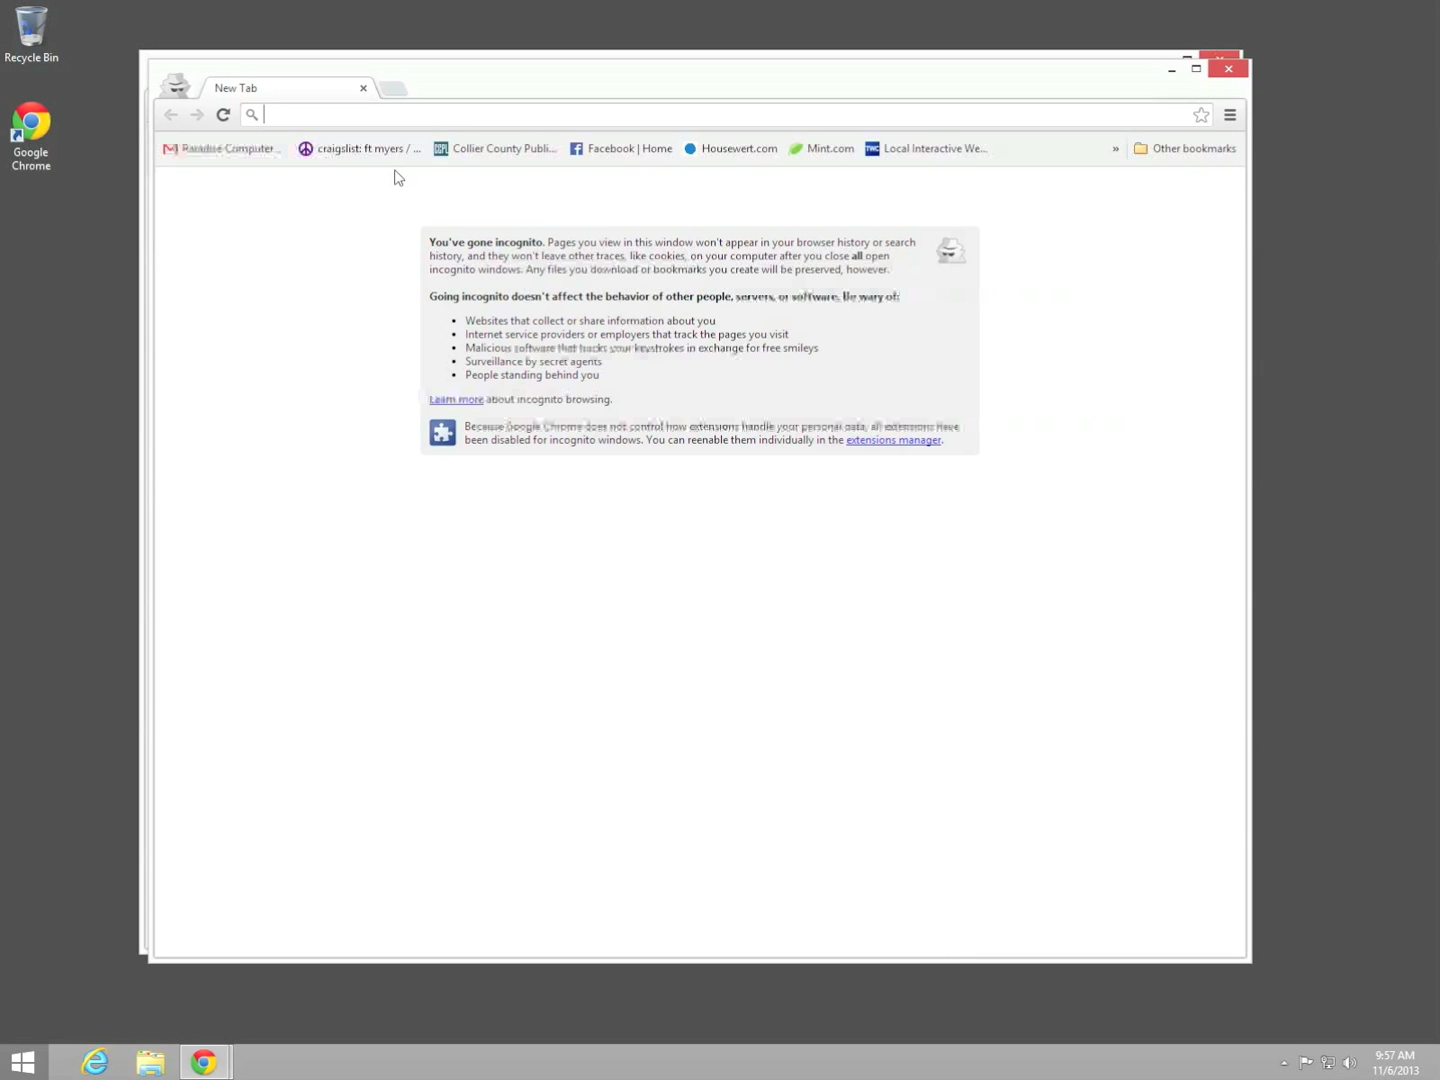 Recycle Bin
Google
Chrome
New Tab
Paradise Computer...
craigslist: ft myers / ...
Collier County Publi...
Facebook | Home
Housewert.com
Mint.com
TWC
Local Interactive We...
»
Other bookmarks
You've gone incognito. Pages you view in this window won't appear in your browser history or search
history, and they won't leave other traces, like cookies, on your computer after you close all open
incognito windows. Any files you download or bookmarks you create will be preserved, however.
Going incognito doesn't affect the behavior of other people, servers, or software. Be wary of:
• Websites that collect or share information about you
• Internet service providers or employers that track the pages you visit
• Malicious software that tracks your keystrokes in exchange for free smileys
• Surveillance by secret agents
• People standing behind you
Learn more about incognito browsing.
Because Google Chrome does not control how extensions handle your personal data, all extensions have
been disabled for incognito windows. You can reenable them individually in the extensions manager.
9:57 AM
11/6/2013